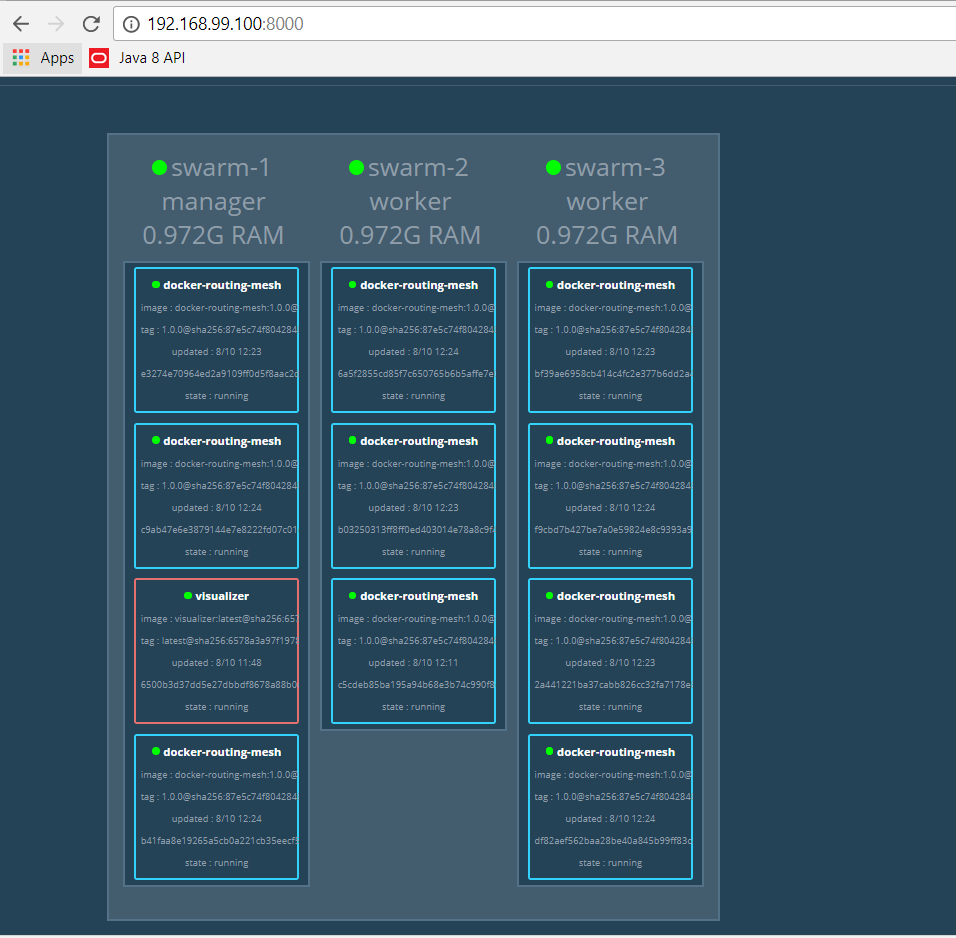 192.168.99.100:8000
Apps
Java 8 API
swarm-1
manager
0.972G RAM
docker-routing-mesh
image : docker-routing-mesh:1.0.0@
tag : 1.0.0@sha256:87e5c74f804284
updated : 8/10 12:23
e3274e70964ed2a9109ff0d5f8aac2c
state : running
docker-routing-mesh
image : docker-routing-mesh:1.0.0@
tag : 1.0.0@sha256:87e5c74f804284
updated : 8/10 12:24
c9ab47e6e3879144e7e8222fd07c01
state : running
visualizer
image : visualizer:latest@sha256:657
tag : latest@sha256:6578a3a97f1978
updated : 8/10 11:48
6500b3d37dd5e27dbbdf8678a88b0
state : running
docker-routing-mesh
image : docker-routing-mesh:1.0.0@
tag : 1.0.0@sha256:87e5c74f804284
updated : 8/10 12:24
b41faa8e19265a5cb0a221cb35eecf5
state : running
swarm-2
worker
0.972G RAM
docker-routing-mesh
image : docker-routing-mesh:1.0.0@
tag : 1.0.0@sha256:87e5c74f804284
updated : 8/10 12:24
6a5f2855cd85f7c650765b6b5affe7e
state : running
docker-routing-mesh
image : docker-routing-mesh:1.0.0@
tag : 1.0.0@sha256:87e5c74f804284
updated : 8/10 12:23
b03250313ff8ff0ed403014e78a8c9f4
state : running
docker-routing-mesh
image : docker-routing-mesh:1.0.0@
tag : 1.0.0@sha256:87e5c74f804284
updated : 8/10 12:11
c5cdeb85ba195a94b68e3b74c990f8
state : running
swarm-3
worker
0.972G RAM
docker-routing-mesh
image : docker-routing-mesh:1.0.0@
tag : 1.0.0@sha256:87e5c74f804284
updated : 8/10 12:23
bf39ae6958cb414c4fc2e377b6dd2a4
state : running
docker-routing-mesh
image : docker-routing-mesh:1.0.0@
tag : 1.0.0@sha256:87e5c74f804284
updated : 8/10 12:24
f9cbd7b427be7a0e59824e8c9393a9
state : running
docker-routing-mesh
image : docker-routing-mesh:1.0.0@
tag : 1.0.0@sha256:87e5c74f804284
updated : 8/10 12:23
2a441221ba37cabb826cc32fa7178e
state : running
docker-routing-mesh
image : docker-routing-mesh:1.0.0@
tag : 1.0.0@sha256:87e5c74f804284
updated : 8/10 12:24
df82aef562baa28be40a845b99ff83c
state : running